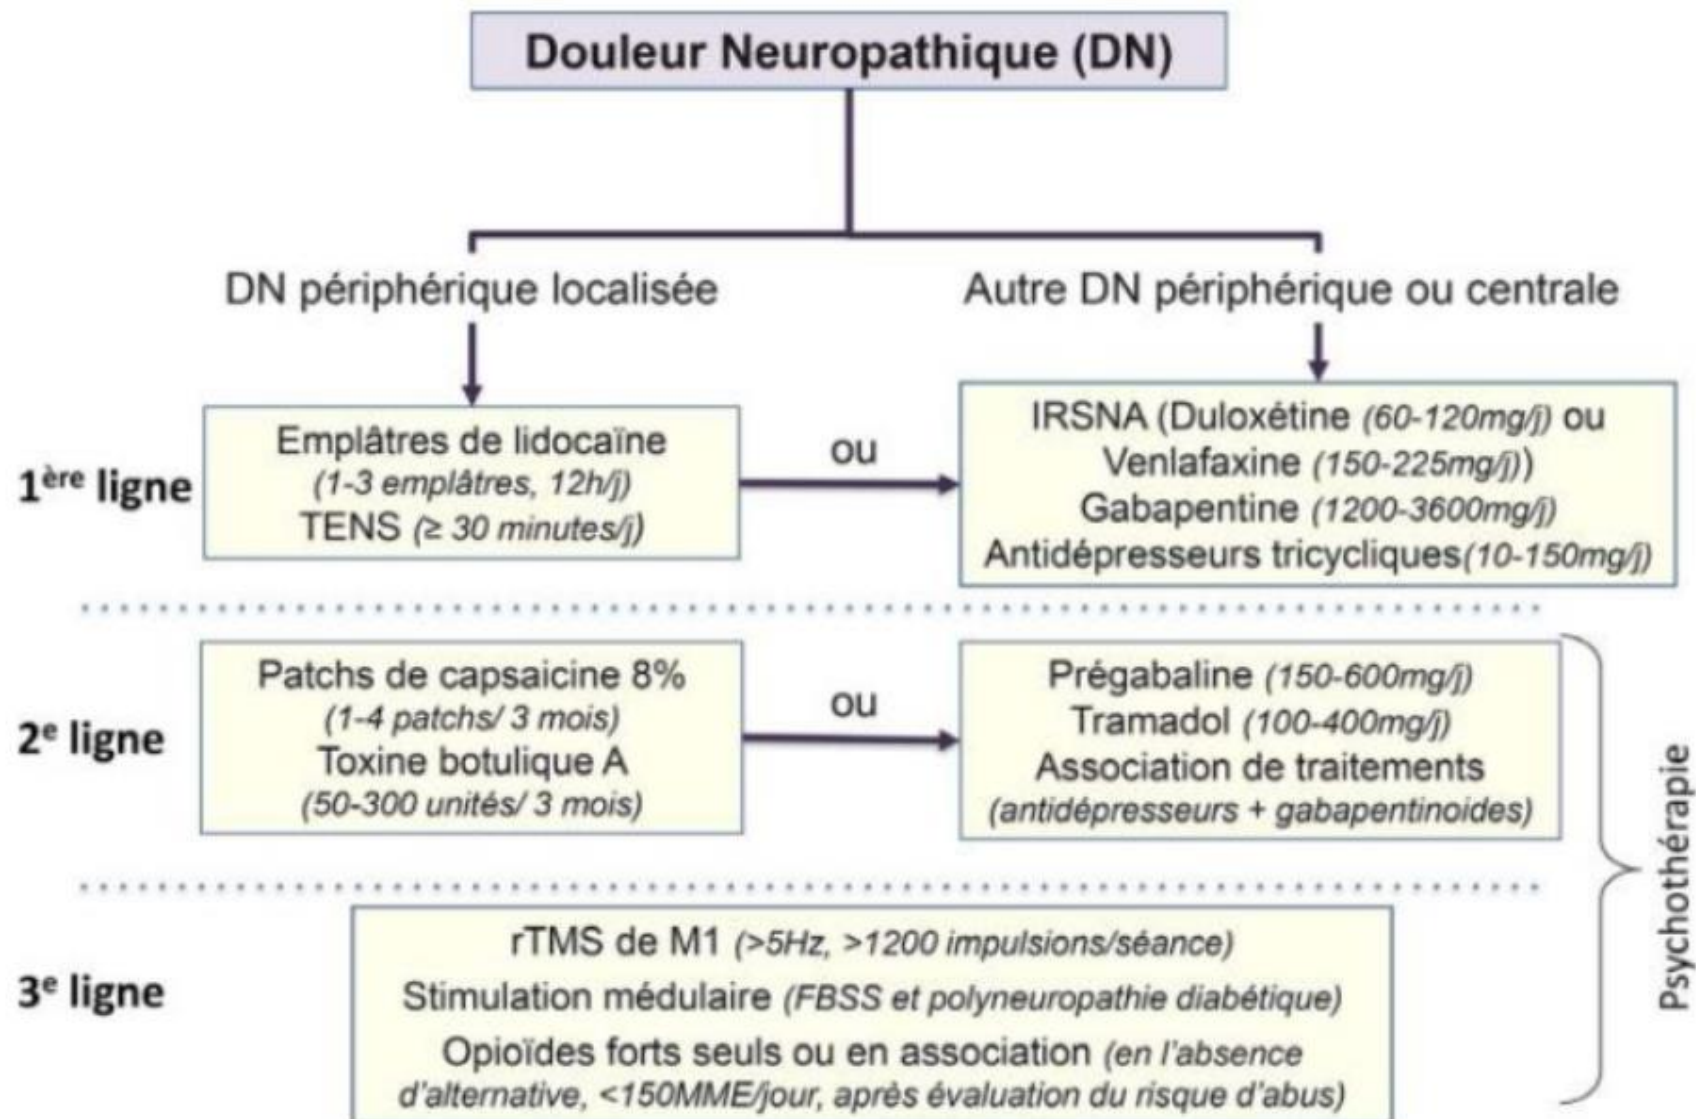 Douleur Neuropathique (DN)
DN périphérique localisée
Autre DN périphérique ou centrale
1ère ligne
Emplâtres de lidocaïne
(1-3 emplâtres, 12h/j)
TENS (≥ 30 minutes/j)
ou
IRSNA (Duloxétine (60-120mg/j) ou
Venlafaxine (150-225mg/j))
Gabapentine (1200-3600mg/j)
Antidépresseurs tricycliques(10-150mg/j)
2e ligne
Patchs de capsaicine 8%
(1-4 patchs/ 3 mois)
Toxine botulique A
(50-300 unités/ 3 mois)
ou
Prégabaline (150-600mg/j)
Tramadol (100-400mg/j)
Association de traitements
(antidépresseurs + gabapentinoides)
3e ligne
rTMS de M1 (>5Hz, >1200 impulsions/séance)
Stimulation médulaire (FBSS et polyneuropathie diabétique)
Opioïdes forts seuls ou en association (en l'absence
d'alternative, <150MME/jour, après évaluation du risque d'abus)
Psychothérapie